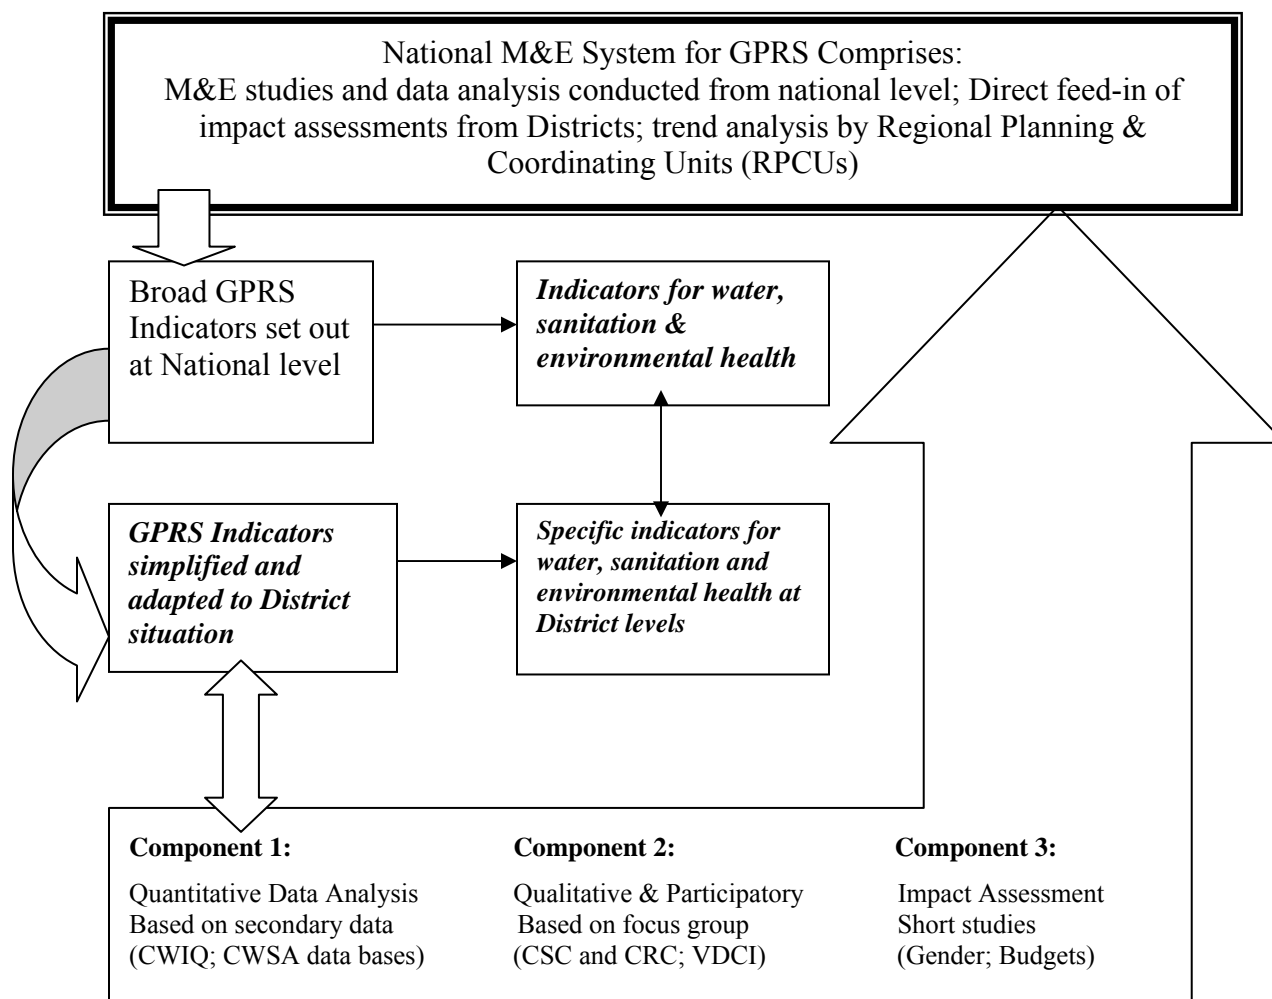 National M&E System for GPRS Comprises:
M&E studies and data analysis conducted from national level; Direct feed-in of
impact assessments from Districts; trend analysis by Regional Planning &
Coordinating Units (RPCUs)
Broad GPRS
Indicators set out
at National level
Indicators for water,
sanitation &
environmental health
GPRS Indicators
simplified and
adapted to District
situation
Specific indicators for
water, sanitation and
environmental health at
District levels
Component 1:
Quantitative Data Analysis
Based on secondary data
(CWIQ; CWSA data bases)
Component 2:
Qualitative & Participatory
Based on focus group
(CSC and CRC; VDCI)
Component 3:
Impact Assessment
Short studies
(Gender; Budgets)